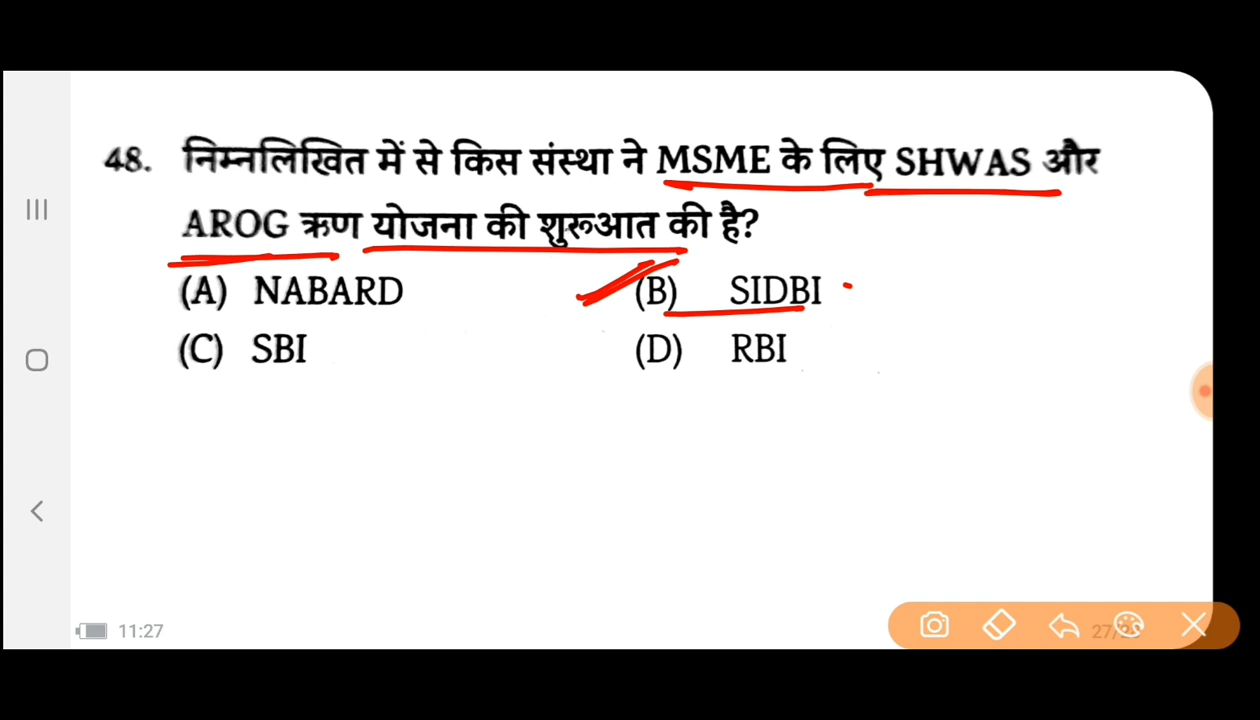 48. निम्नलिखित में से किस संस्था ने MSME के लिए SHWAS और
AROG ऋण योजना की शुरूआत की है?
(A) NABARD (B) SIDBI
(C) SBI (D) RBI
11:27